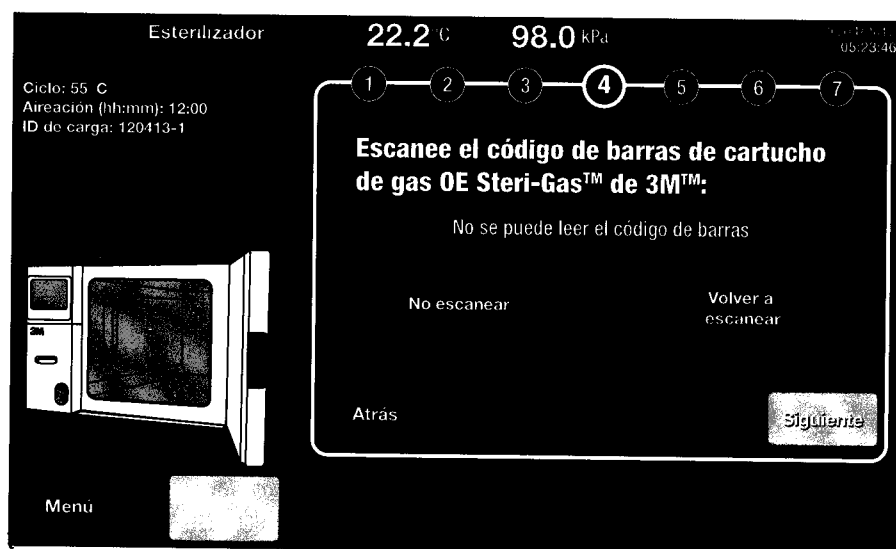 Esterilizador
22.2 °C
98.0 kPa
05:23:46
Ciclo: 55 C
Aireación (hh:mm): 12:00
ID de carga: 120413-1
1 2 3 4 5 6 7
Escanee el código de barras de cartucho
de gas OE Steri-Gas™ de 3M™:
No se puede leer el código de barras
No escanear
Volver a
escanear
3M
Atrás
Siguiente
Menú